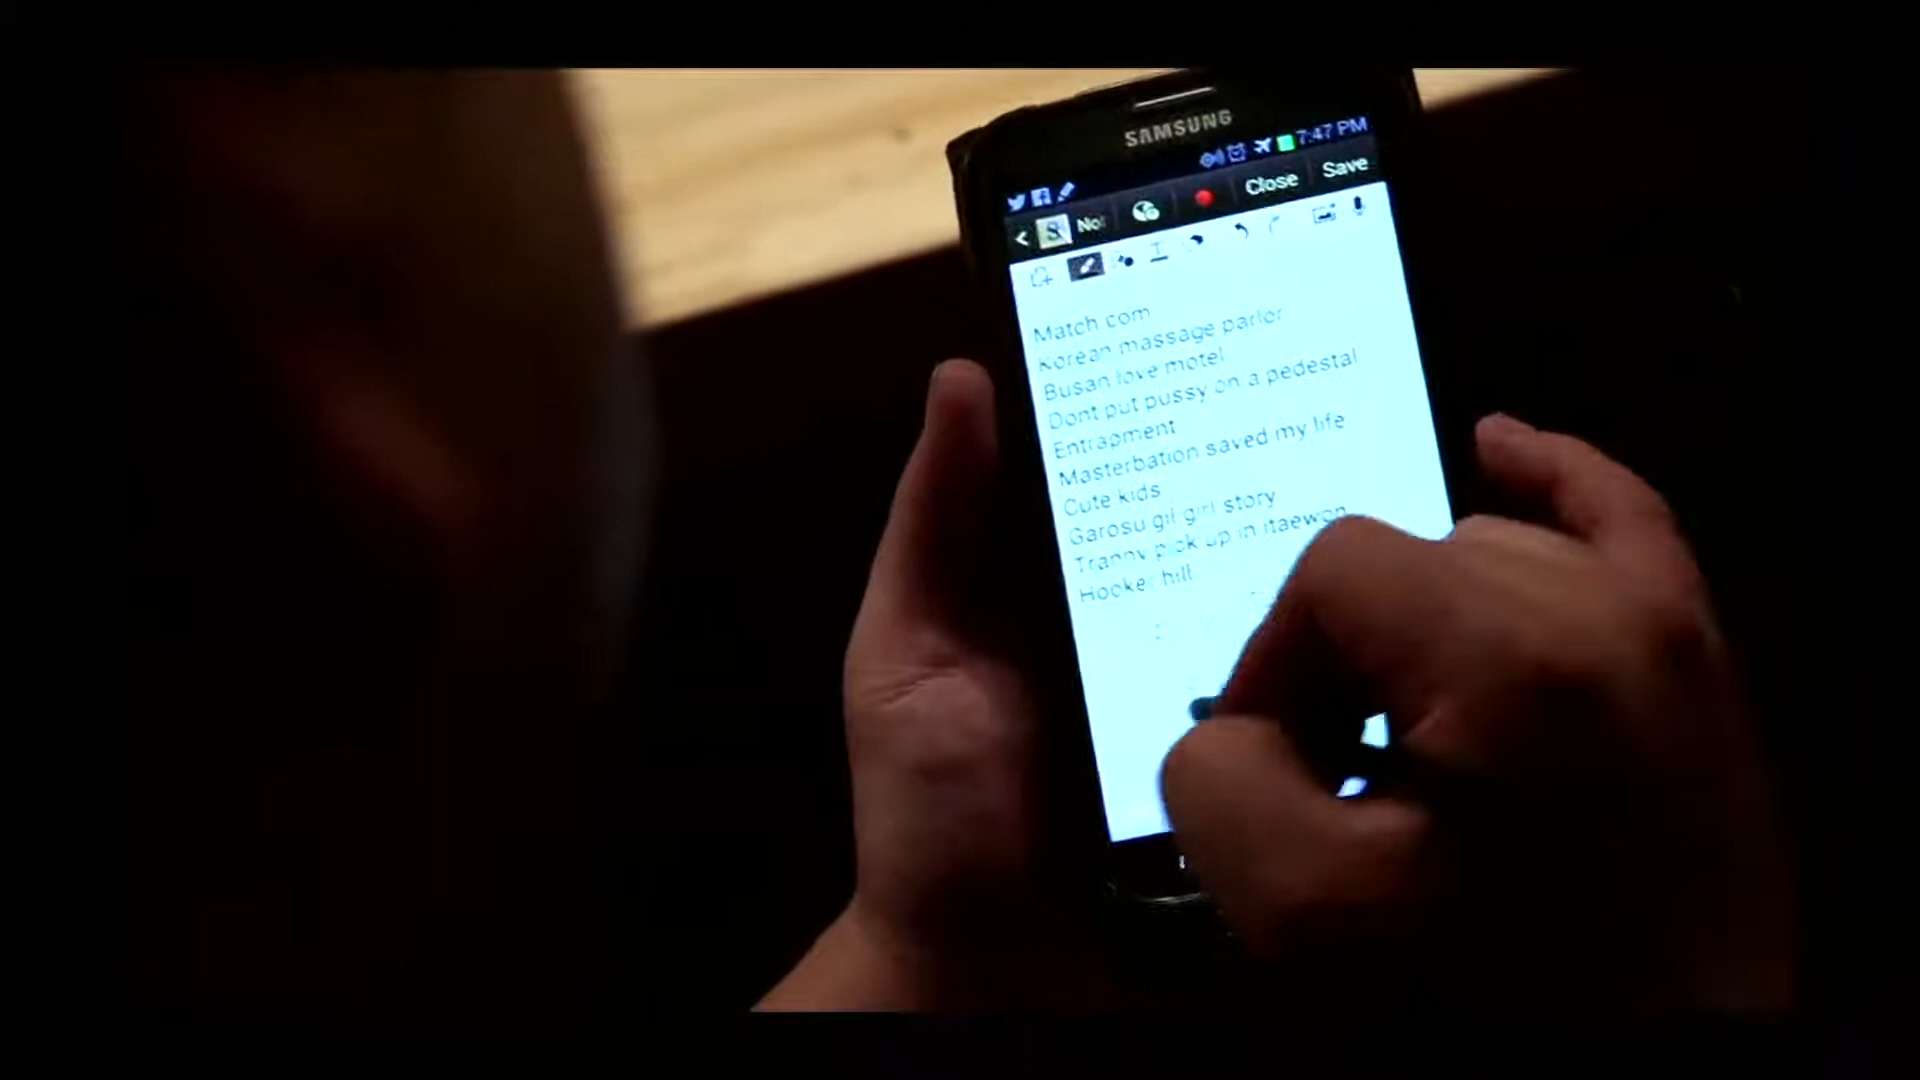 SAMSUNG
7:47 PM
Close
Save
Match com
Korean massage parlor
Busan love motel
Dont put pussy on a pedestal
Entrapment
Masterbation saved my life
Cute kids
Garosu gil girl story
Tranny pick up in itaewon
Hooker hill